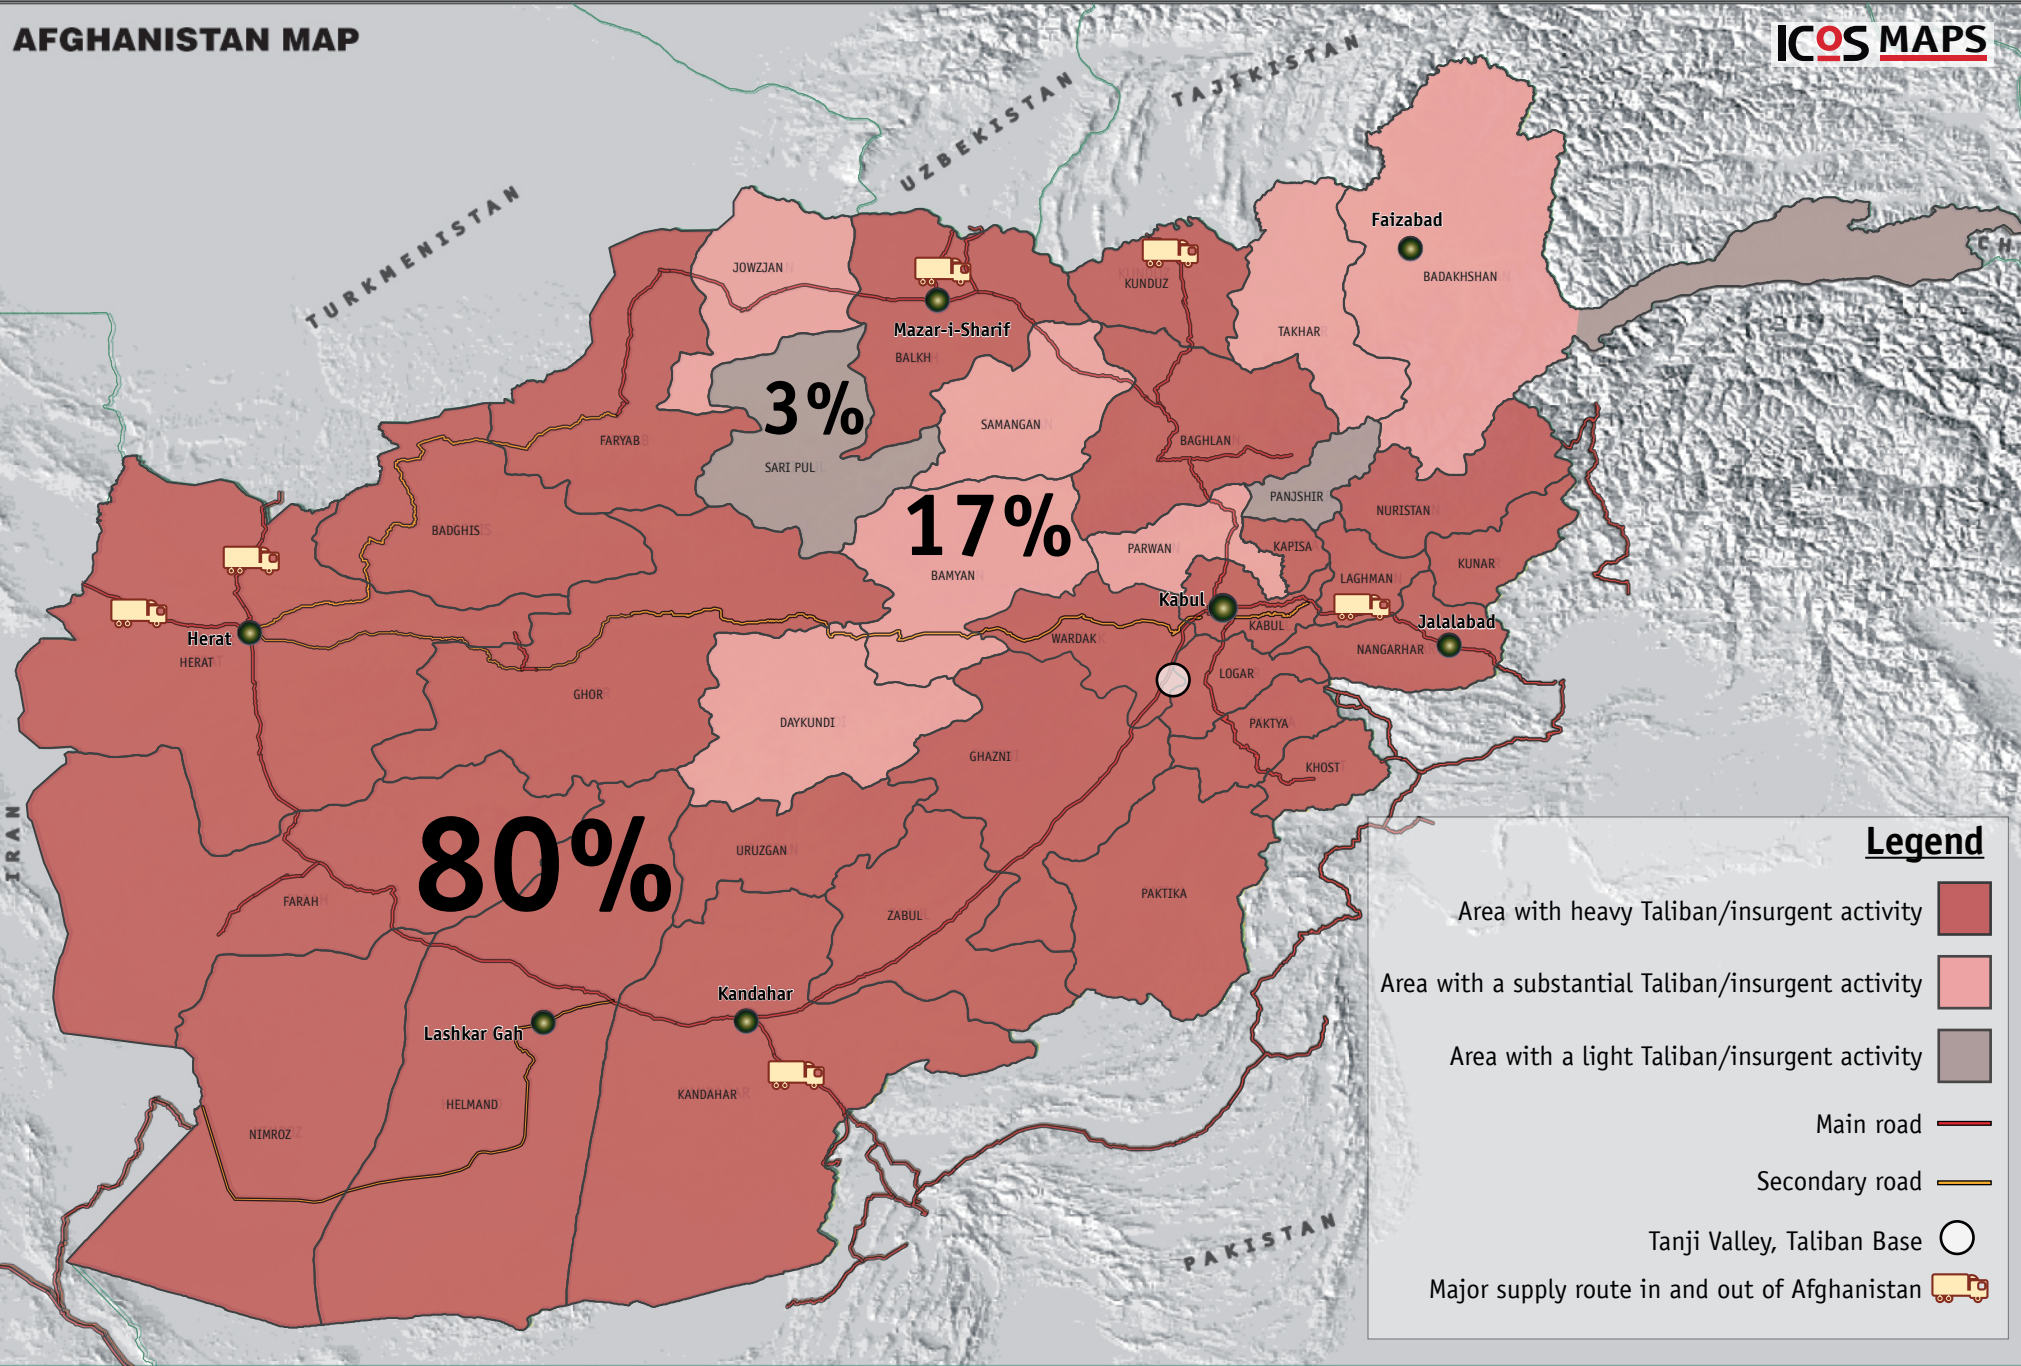 AFGHANISTAN MAP
ICOS MAPS
TAJIKISTAN
UZBEKISTAN
TURKMENISTAN
CH
Faizabad
BADAKHSHAN
JOWZJAN
KUNDUZ
TAKHAR
Mazar-i-Sharif
BALKH
3%
SAMANGAN
FARYAB
BAGHLAN
SARI PUL
PANJSHIR
NURISTAN
17%
BADGHIS
PARWAN
KAPISA
KUNAR
BAMYAN
LAGHMAN
Kabul
KABUL
Jalalabad
Herat
HERAT
WARDAK
NANGARHAR
LOGAR
GHOR
DAYKUNDI
PAKTYA
GHAZNI
KHOST
IRAN
80%
URUZGAN
FARAH
ZABUL
PAKTIKA
Kandahar
Lashkar Gah
KANDAHAR
HELMAND
NIMROZ
PAKISTAN
Legend
Area with heavy Taliban/insurgent activity
Area with a substantial Taliban/insurgent activity
Area with a light Taliban/insurgent activity
Main road
Secondary road
Tanji Valley, Taliban Base
Major supply route in and out of Afghanistan